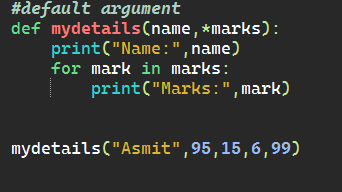 #default argument
def mydetails(name,*marks):
    print("Name:",name)
    for mark in marks:
        print("Marks:",mark)
mydetails("Asmit",95,15,6,99)